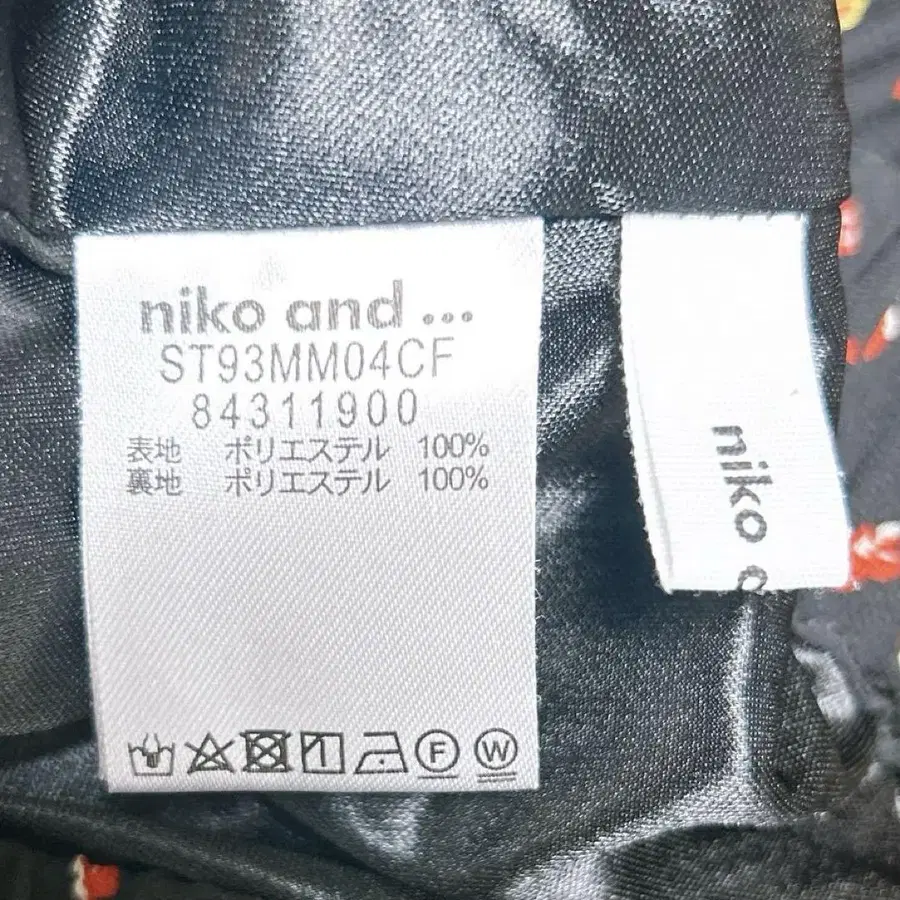 niko and ...
ST93MM04CF
84311900
表地 ポリエステル 100%
裏地 ポリエステル 100%
F W
niko a